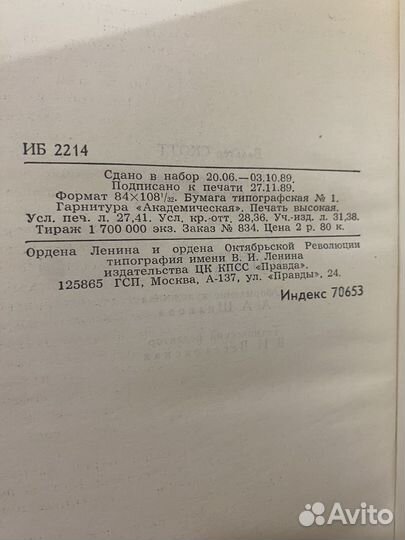 ИБ 2214
Сдано в набор 20.06.—03.10.89.
Подписано к печати 27.11.89.
Формат 84×108¹/₃₂. Бумага типографская № 1.
Гарнитура «Академическая». Печать высокая.
Усл. печ. л. 27,41. Усл. кр.-отт. 28,36. Уч.-изд. л. 31,38.
Тираж 1 700 000 экз. Заказ № 834. Цена 2 р. 80 к.
Ордена Ленина и ордена Октябрьской Революции
типография имени В. И. Ленина
издательства ЦК КПСС «Правда».
125865 ГСП, Москва, А-137, ул. «Правды», 24.
Индекс 70653
Avito